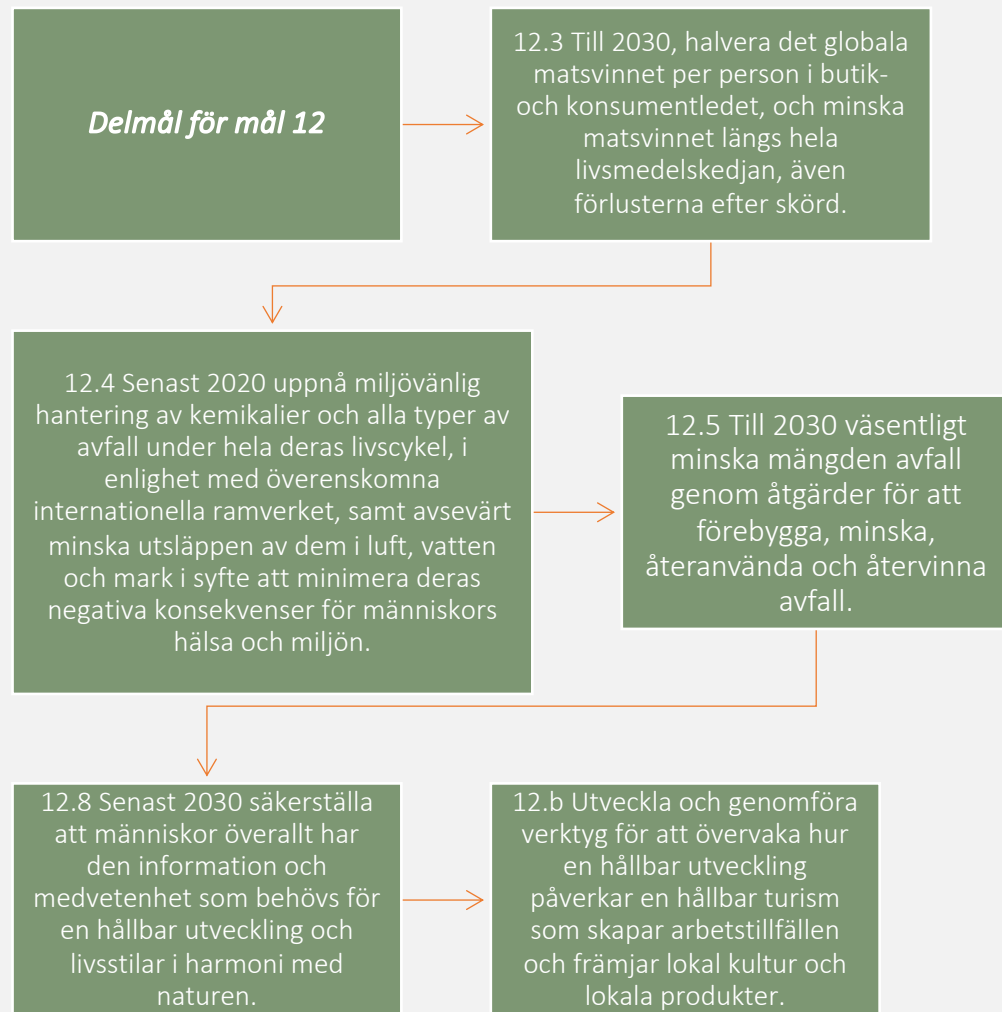 Delmål för mål 12
12.3 Till 2030, halvera det globala
matsvinnet per person i butik-
och konsumentledet, och minska
matsvinnet längs hela
livsmedelskedjan, även
förlusterna efter skörd.
12.4 Senast 2020 uppnå miljövänlig
hantering av kemikalier och alla typer av
avfall under hela deras livscykel, i
enlighet med överenskomna
internationella ramverket, samt avsevärt
minska utsläppen av dem i luft, vatten
och mark i syfte att minimera deras
negativa konsekvenser för människors
hälsa och miljön.
12.5 Till 2030 väsentligt
minska mängden avfall
genom åtgärder för att
förebygga, minska,
återanvända och återvinna
avfall.
12.8 Senast 2030 säkerställa
att människor överallt har
den information och
medvetenhet som behövs för
en hållbar utveckling och
livsstilar i harmoni med
naturen.
12.b Utveckla och genomföra
verktyg för att övervaka hur
en hållbar utveckling
påverkar en hållbar turism
som skapar arbetstillfällen
och främjar lokal kultur och
lokala produkter.